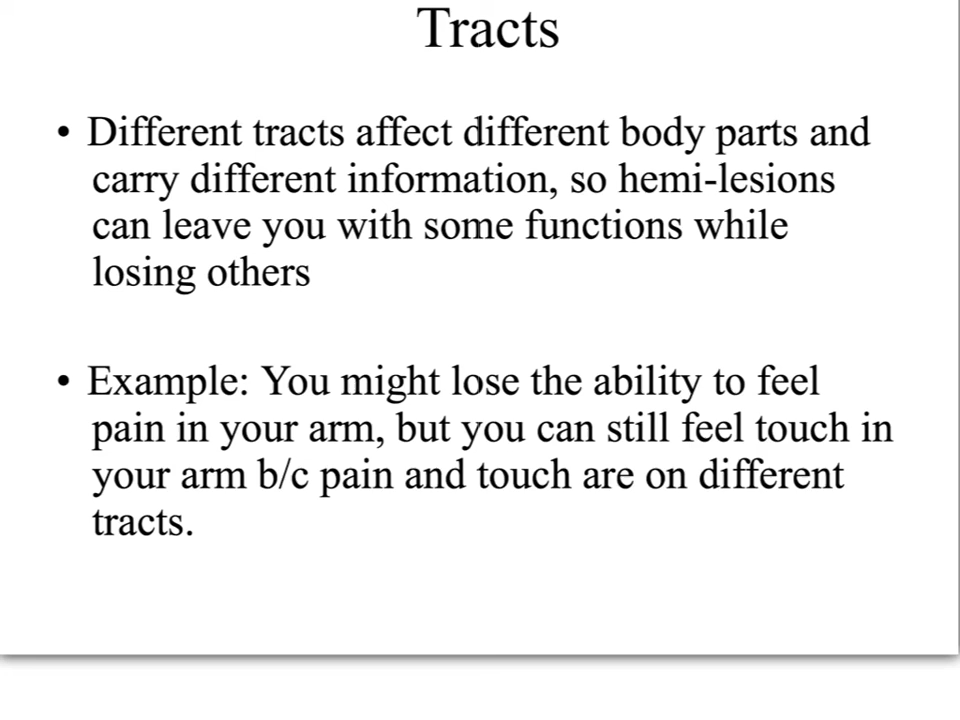 Tracts
• Different tracts affect different body parts and
carry different information, so hemi-lesions
can leave you with some functions while
losing others
• Example: You might lose the ability to feel
pain in your arm, but you can still feel touch in
your arm b/c pain and touch are on different
tracts.